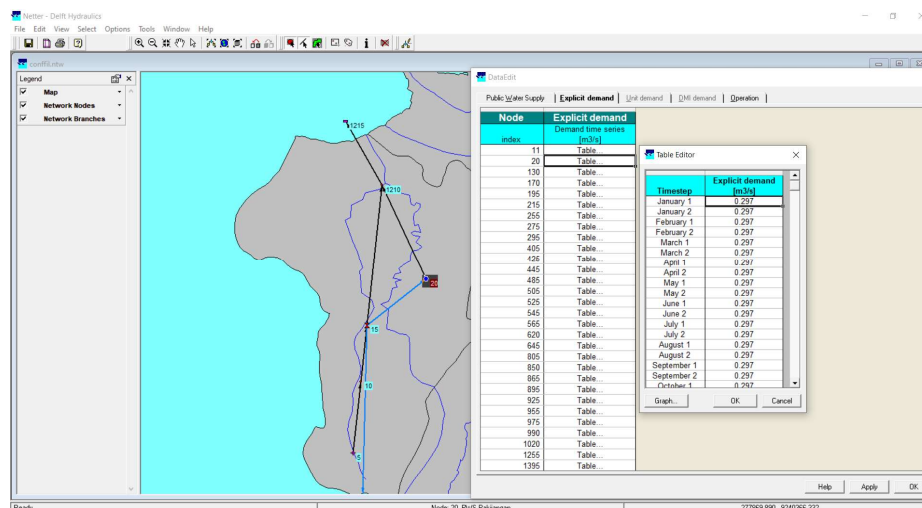 Netter - Delft Hydraulics
File Edit View Select Options Tools Window Help
conffil.ntw
Legend
Map
Network Nodes
Network Branches
1215
1210
20
15
10
5
DataEdit
Public Water Supply Explicit demand Unit demand DMI demand Operation
Node Explicit demand
index Demand time series [m3/s]
11 Table...
20 Table...
130 Table...
170 Table...
195 Table...
215 Table...
255 Table...
275 Table...
295 Table...
405 Table...
426 Table...
445 Table...
485 Table...
505 Table...
525 Table...
545 Table...
565 Table...
620 Table...
645 Table...
805 Table...
850 Table...
865 Table...
895 Table...
925 Table...
955 Table...
975 Table...
990 Table...
1020 Table...
1255 Table...
1395 Table...
Table Editor
Timestep Explicit demand [m3/s]
January 1 0.297
January 2 0.297
February 1 0.297
February 2 0.297
March 1 0.297
March 2 0.297
April 1 0.297
April 2 0.297
May 1 0.297
May 2 0.297
June 1 0.297
June 2 0.297
July 1 0.297
July 2 0.297
August 1 0.297
August 2 0.297
September 1 0.297
September 2 0.297
October 1 0.297
Graph... OK Cancel
Help Apply OK
Ready Node: 20